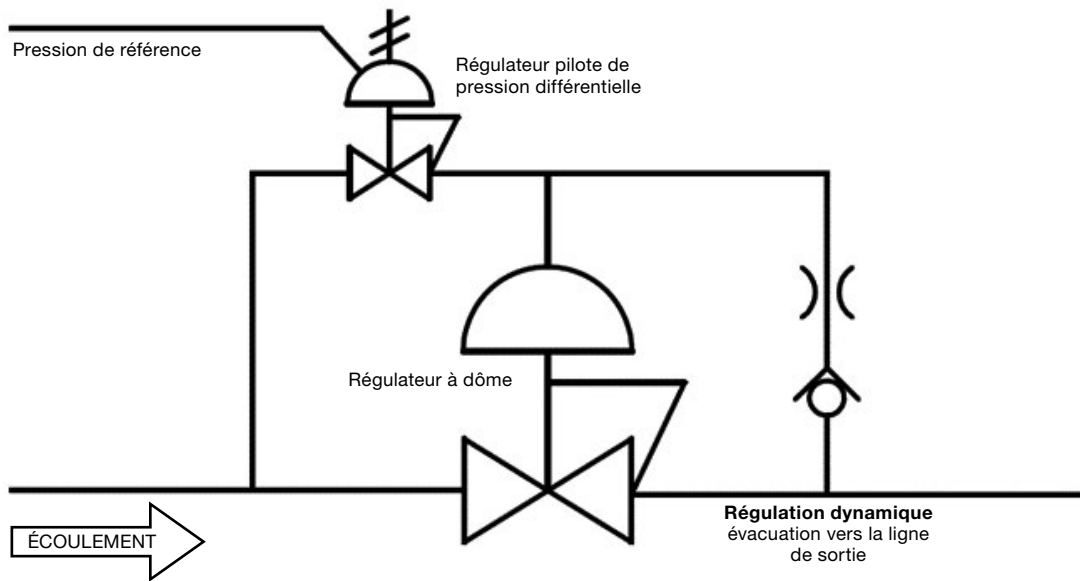 Pression de référence
Régulateur pilote de
pression différentielle
Régulateur à dôme
ÉCOULEMENT
Régulation dynamique
évacuation vers la ligne
de sortie